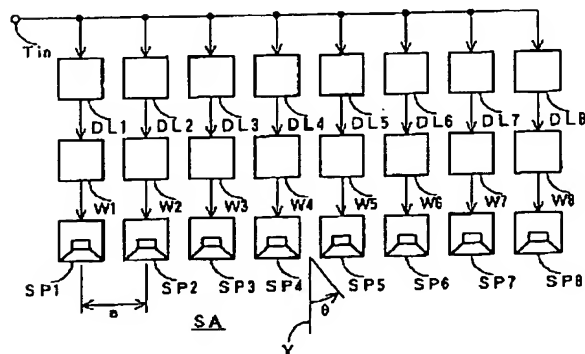 Tin
DL1 DL2 DL3 DL4 DL5 DL6 DL7 DL8
W1 W2 W3 W4 W5 W6 W7 W8
SP1 SP2 SP3 SP4 SP5 SP6 SP7 SP8
a θ
SA
Y